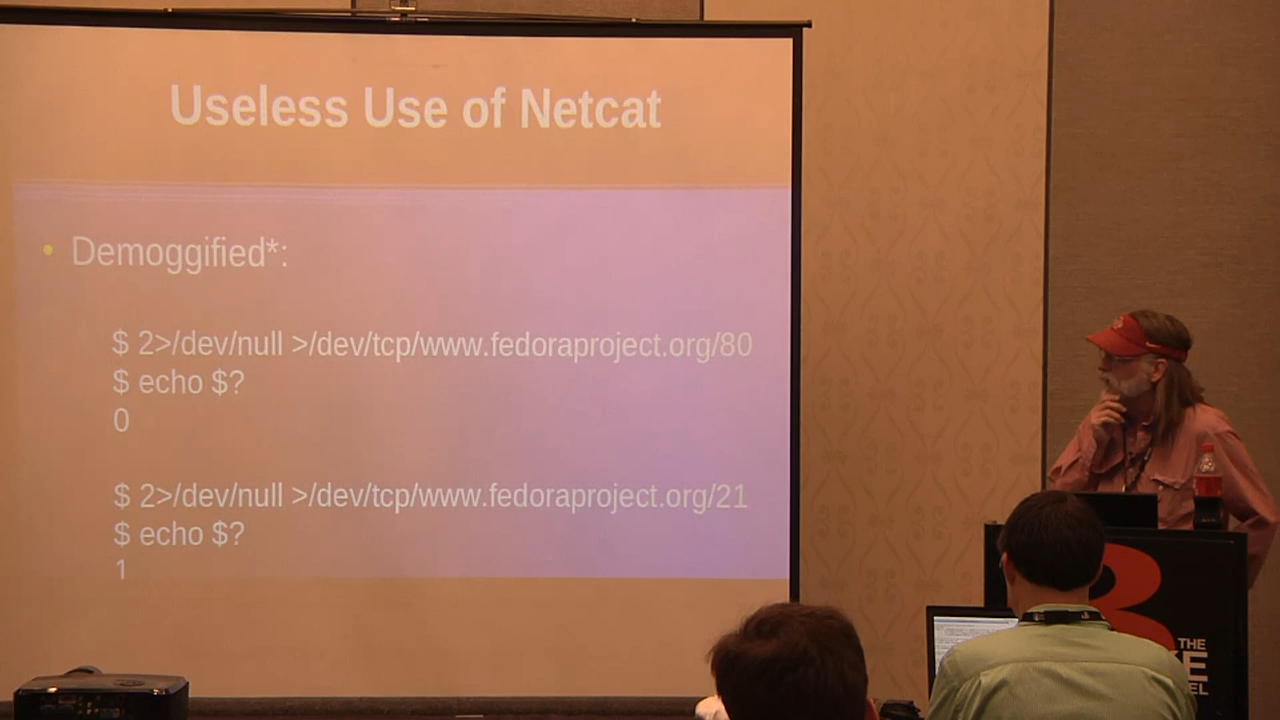 Useless Use of Netcat
Demoggified*:
$ 2>/dev/null >/dev/tcp/www.fedoraproject.org/80
$ echo $?
0
$ 2>/dev/null >/dev/tcp/www.fedoraproject.org/21
$ echo $?
1
THE